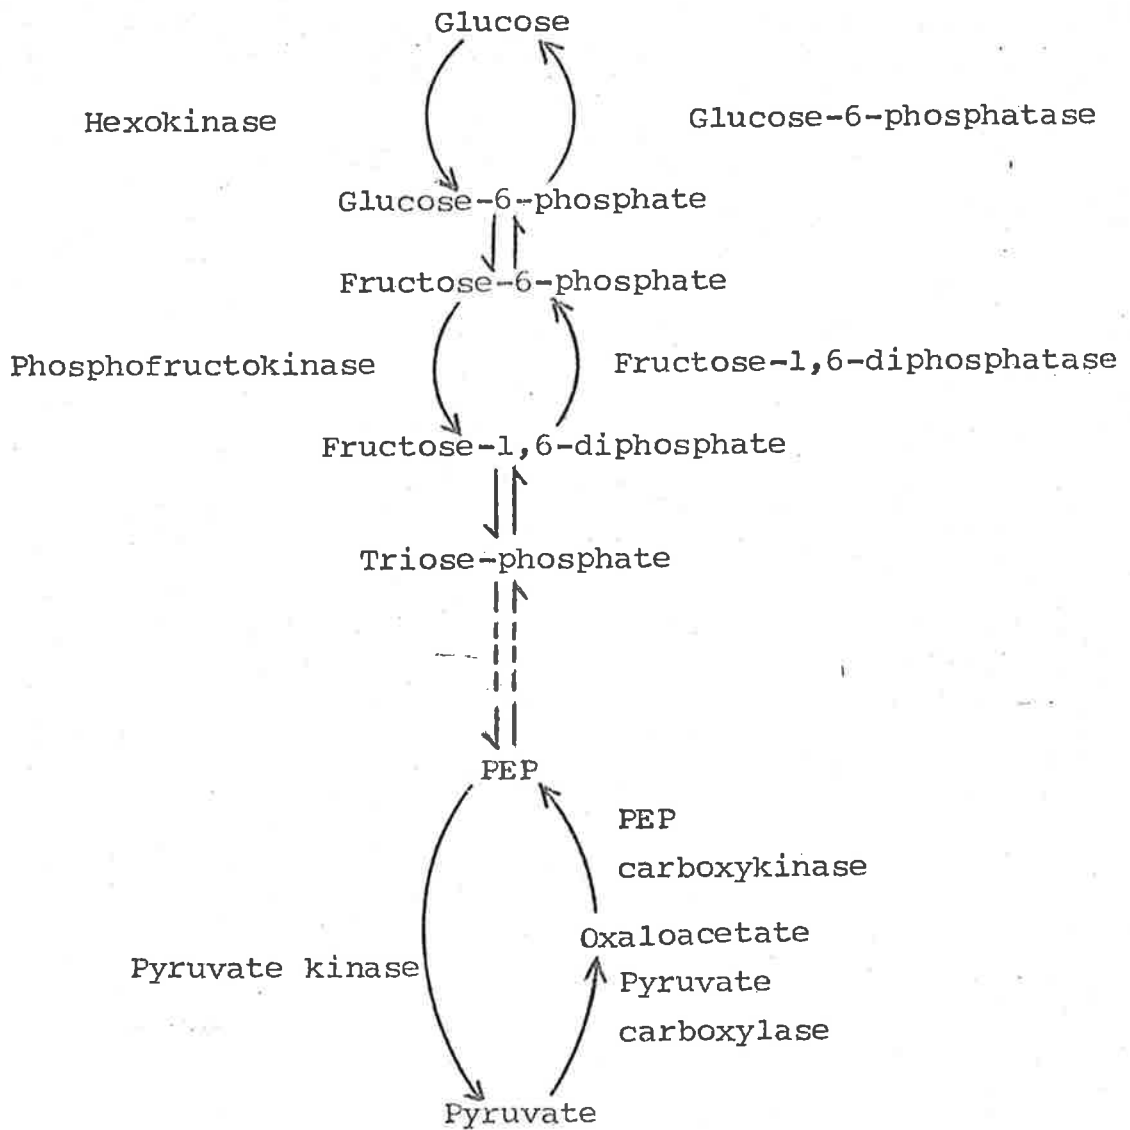 Glucose
Hexokinase
Glucose-6-phosphatase
Glucose-6-phosphate
Fructose-6-phosphate
Phosphofructokinase
Fructose-1,6-diphosphatase
Fructose-1,6-diphosphate
Triose-phosphate
PEP
PEP
carboxykinase
Oxaloacetate
Pyruvate kinase
Pyruvate
carboxylase
Pyruvate